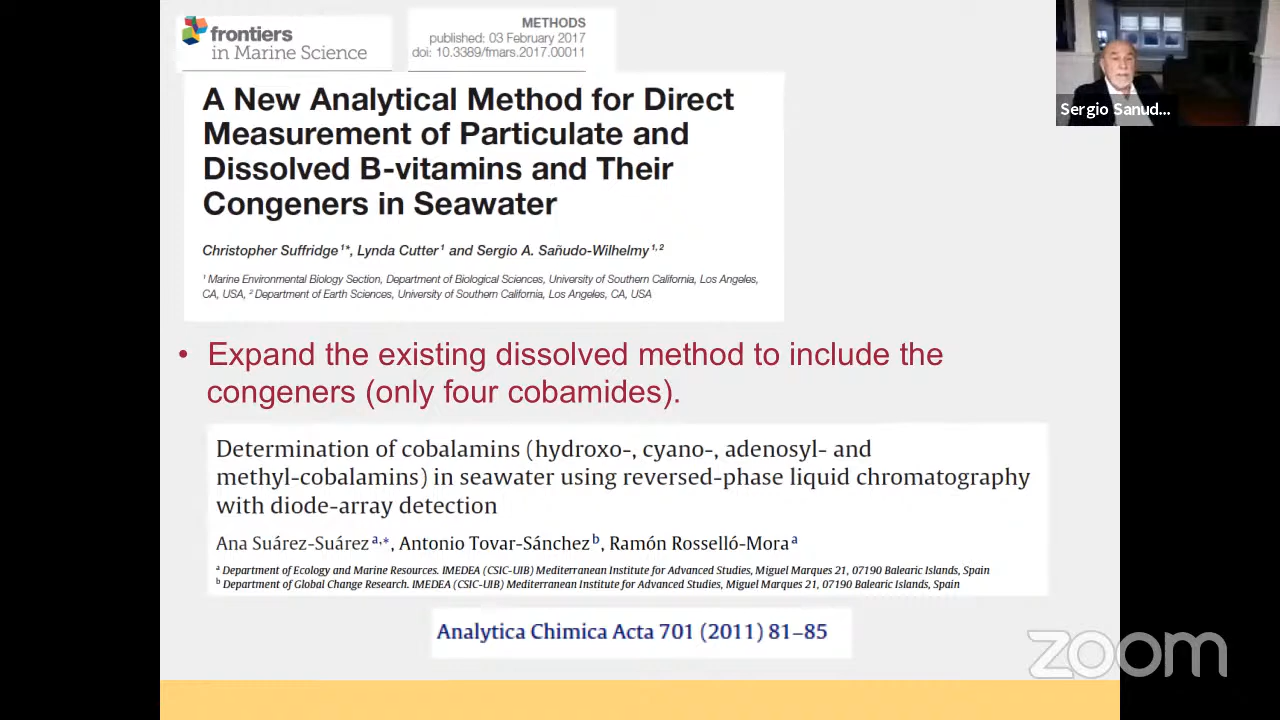 frontiers
in Marine Science
METHODS
published: 03 February 2017
doi: 10.3389/fmars.2017.00011
A New Analytical Method for Direct
Measurement of Particulate and
Dissolved B-vitamins and Their
Congeners in Seawater
Christopher Suffridge 1*, Lynda Cutter 1 and Sergio A. Sañudo-Wilhelmy 1,2
1 Marine Environmental Biology Section, Department of Biological Sciences, University of Southern California, Los Angeles,
CA, USA, 2 Department of Earth Sciences, University of Southern California, Los Angeles, CA, USA
• Expand the existing dissolved method to include the
congeners (only four cobamides).
Determination of cobalamins (hydroxo-, cyano-, adenosyl- and
methyl-cobalamins) in seawater using reversed-phase liquid chromatography
with diode-array detection
Ana Suárez-Suárez a,*, Antonio Tovar-Sánchez b, Ramón Rosselló-Mora a
a Department of Ecology and Marine Resources. IMEDEA (CSIC-UIB) Mediterranean Institute for Advanced Studies, Miguel Marques 21, 07190 Balearic Islands, Spain
b Department of Global Change Research. IMEDEA (CSIC-UIB) Mediterranean Institute for Advanced Studies, Miguel Marques 21, 07190 Balearic Islands, Spain
Analytica Chimica Acta 701 (2011) 81–85
Sergio Sanud...
zoom